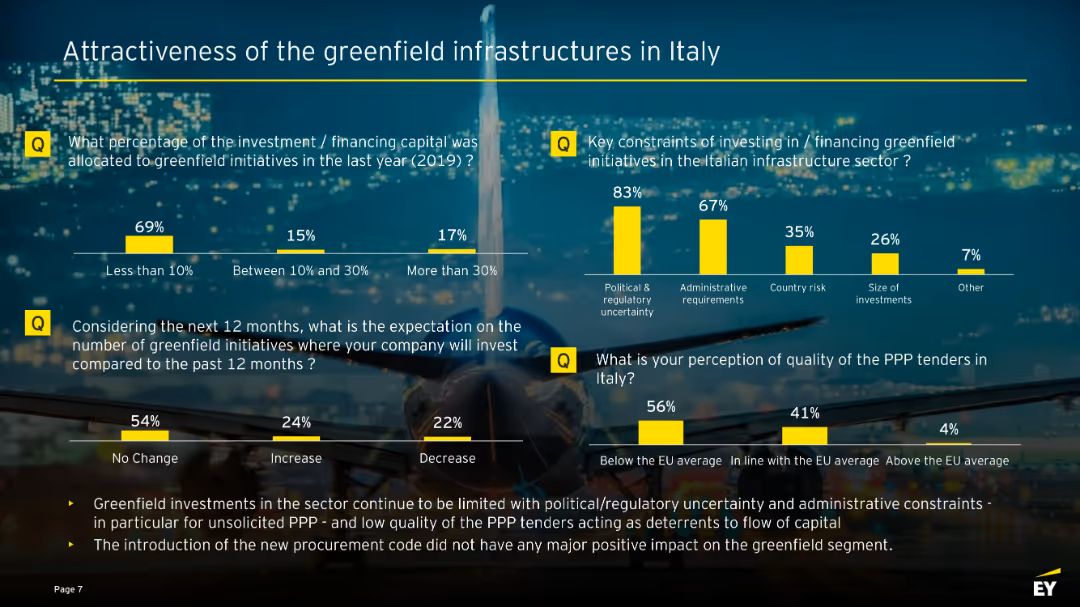 Attractiveness of the greenfield infrastructures in Italy
Q
What percentage of the investment / financing capital was
allocated to greenfield initiatives in the last year (2019) ?
69%
15%
17%
Less than 10%
Between 10% and 30%
More than 30%
Q
Considering the next 12 months, what is the expectation on the
number of greenfield initiatives where your company will invest
compared to the past 12 months ?
54%
24%
22%
No Change
Increase
Decrease
Q
Key constraints of investing in / financing greenfield
initiatives in the Italian infrastructure sector ?
83%
67%
35%
26%
7%
Political &
regulatory
uncertainty
Administrative
requirements
Country risk
Size of
investments
Other
Q
What is your perception of quality of the PPP tenders in
Italy?
56%
41%
4%
Below the EU average
In line with the EU average
Above the EU average
Greenfield investments in the sector continue to be limited with political/regulatory uncertainty and administrative constraints -
in particular for unsolicited PPP - and low quality of the PPP tenders acting as deterrents to flow of capital
The introduction of the new procurement code did not have any major positive impact on the greenfield segment.
Page 7
EY